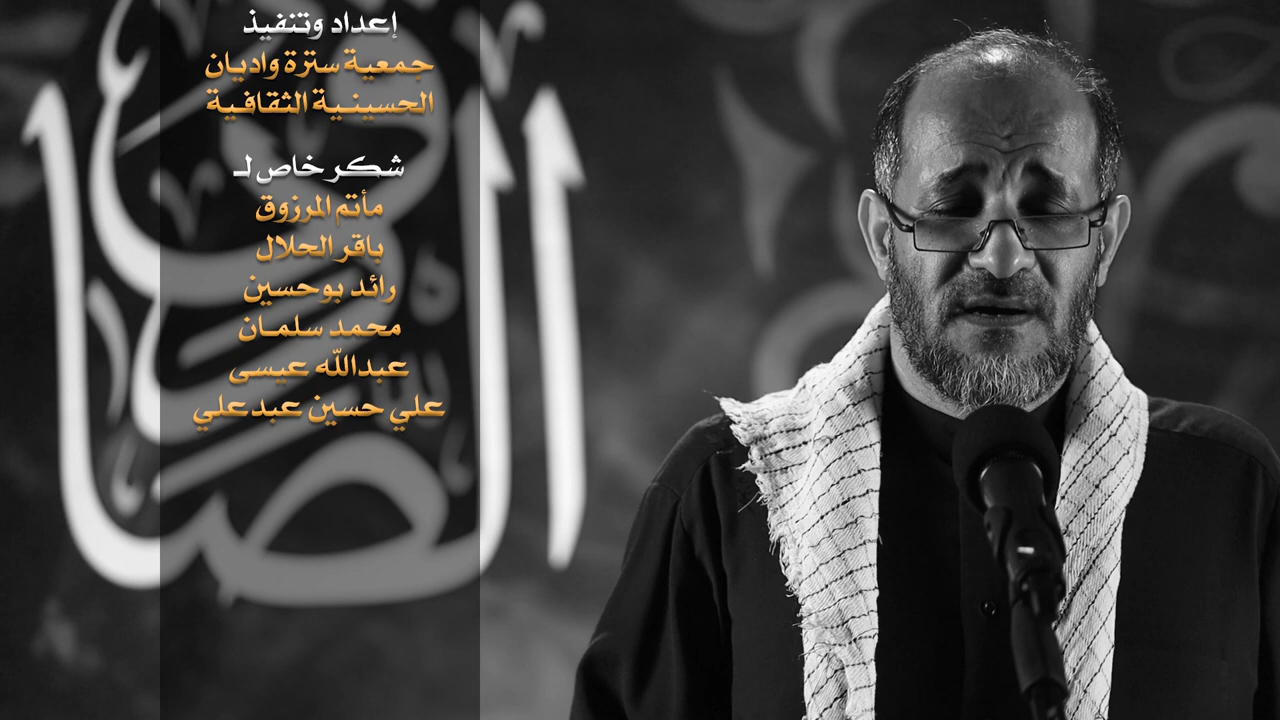 إعداد وتنفيذ
جمعية سترة واديان
الحسينية الثقافية
شكر خاص لـ
مأتم المرزوق
باقر الحلال
رائد بوحسين
محمد سلمان
عبدالله عيسى
علي حسين عبدعلي